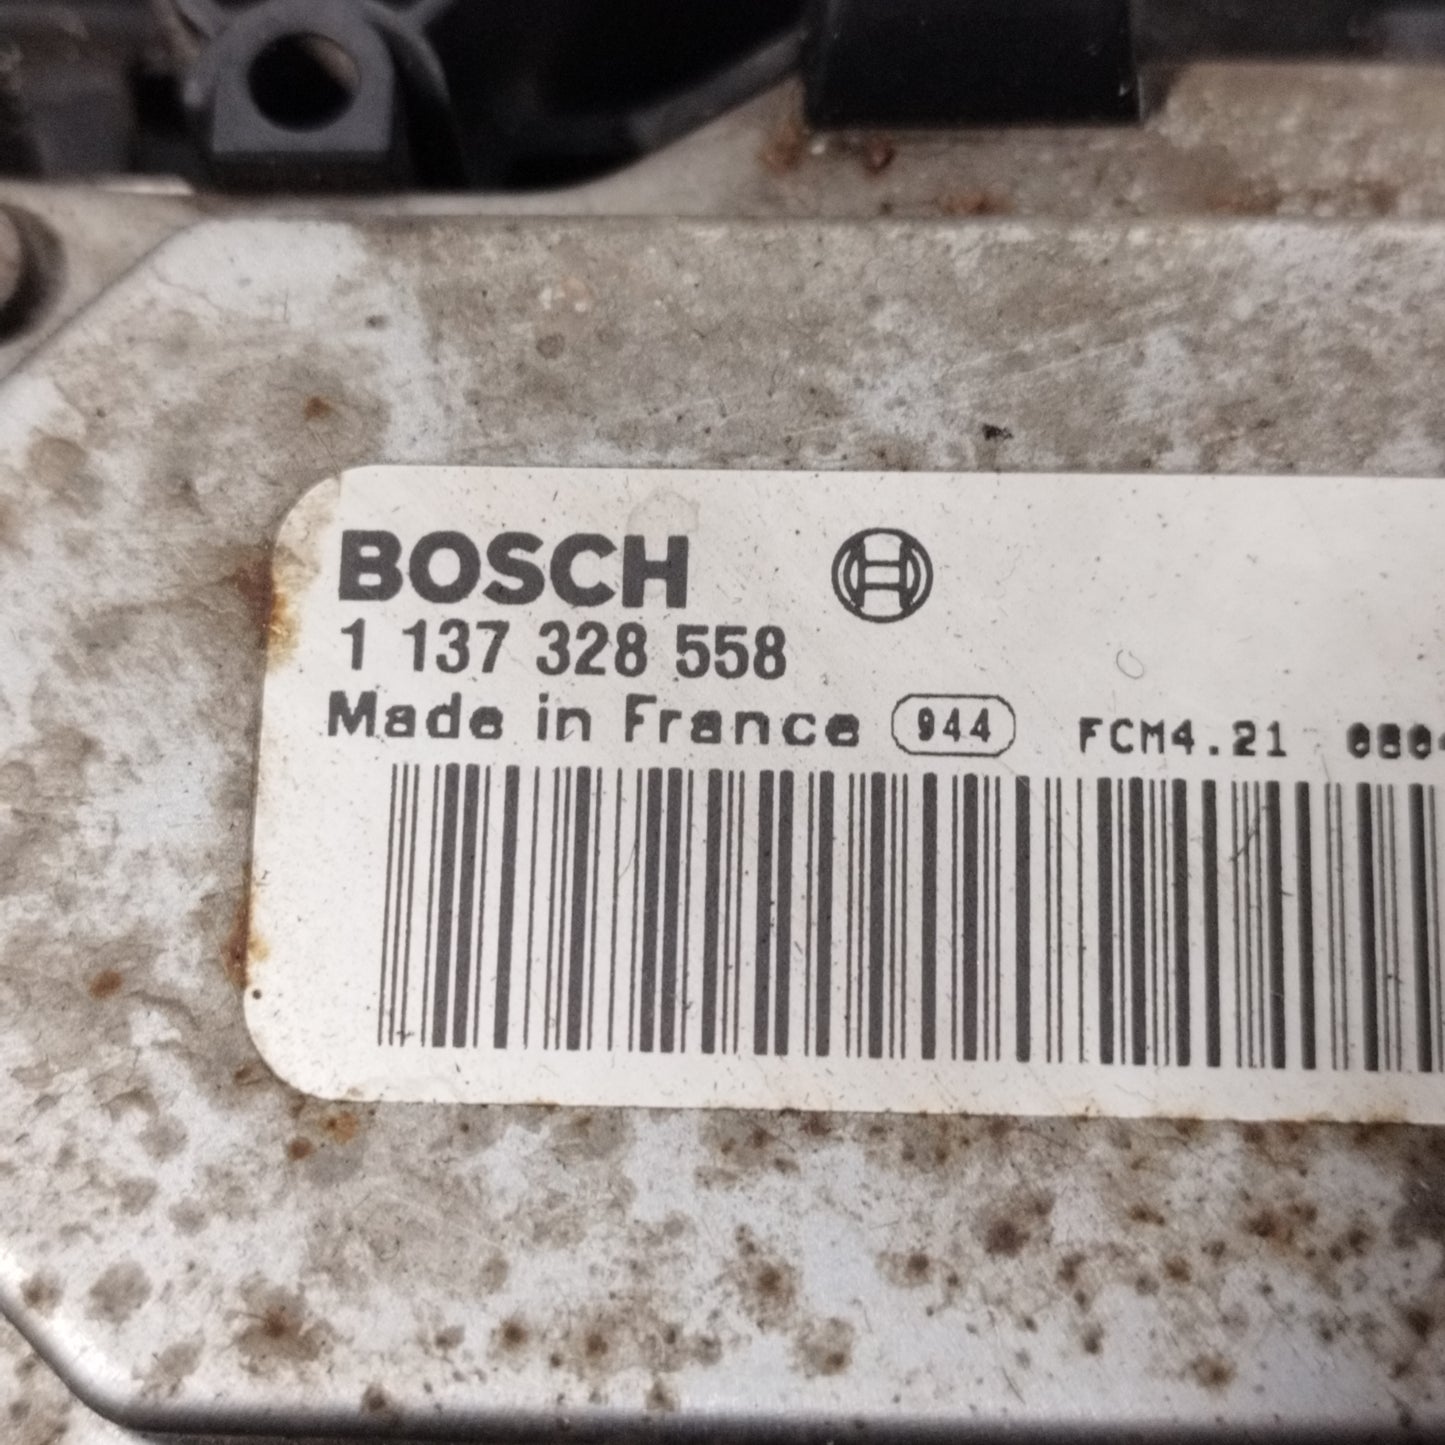 BOSCH
1 137 328 558
Made in France 944 FCM4.21